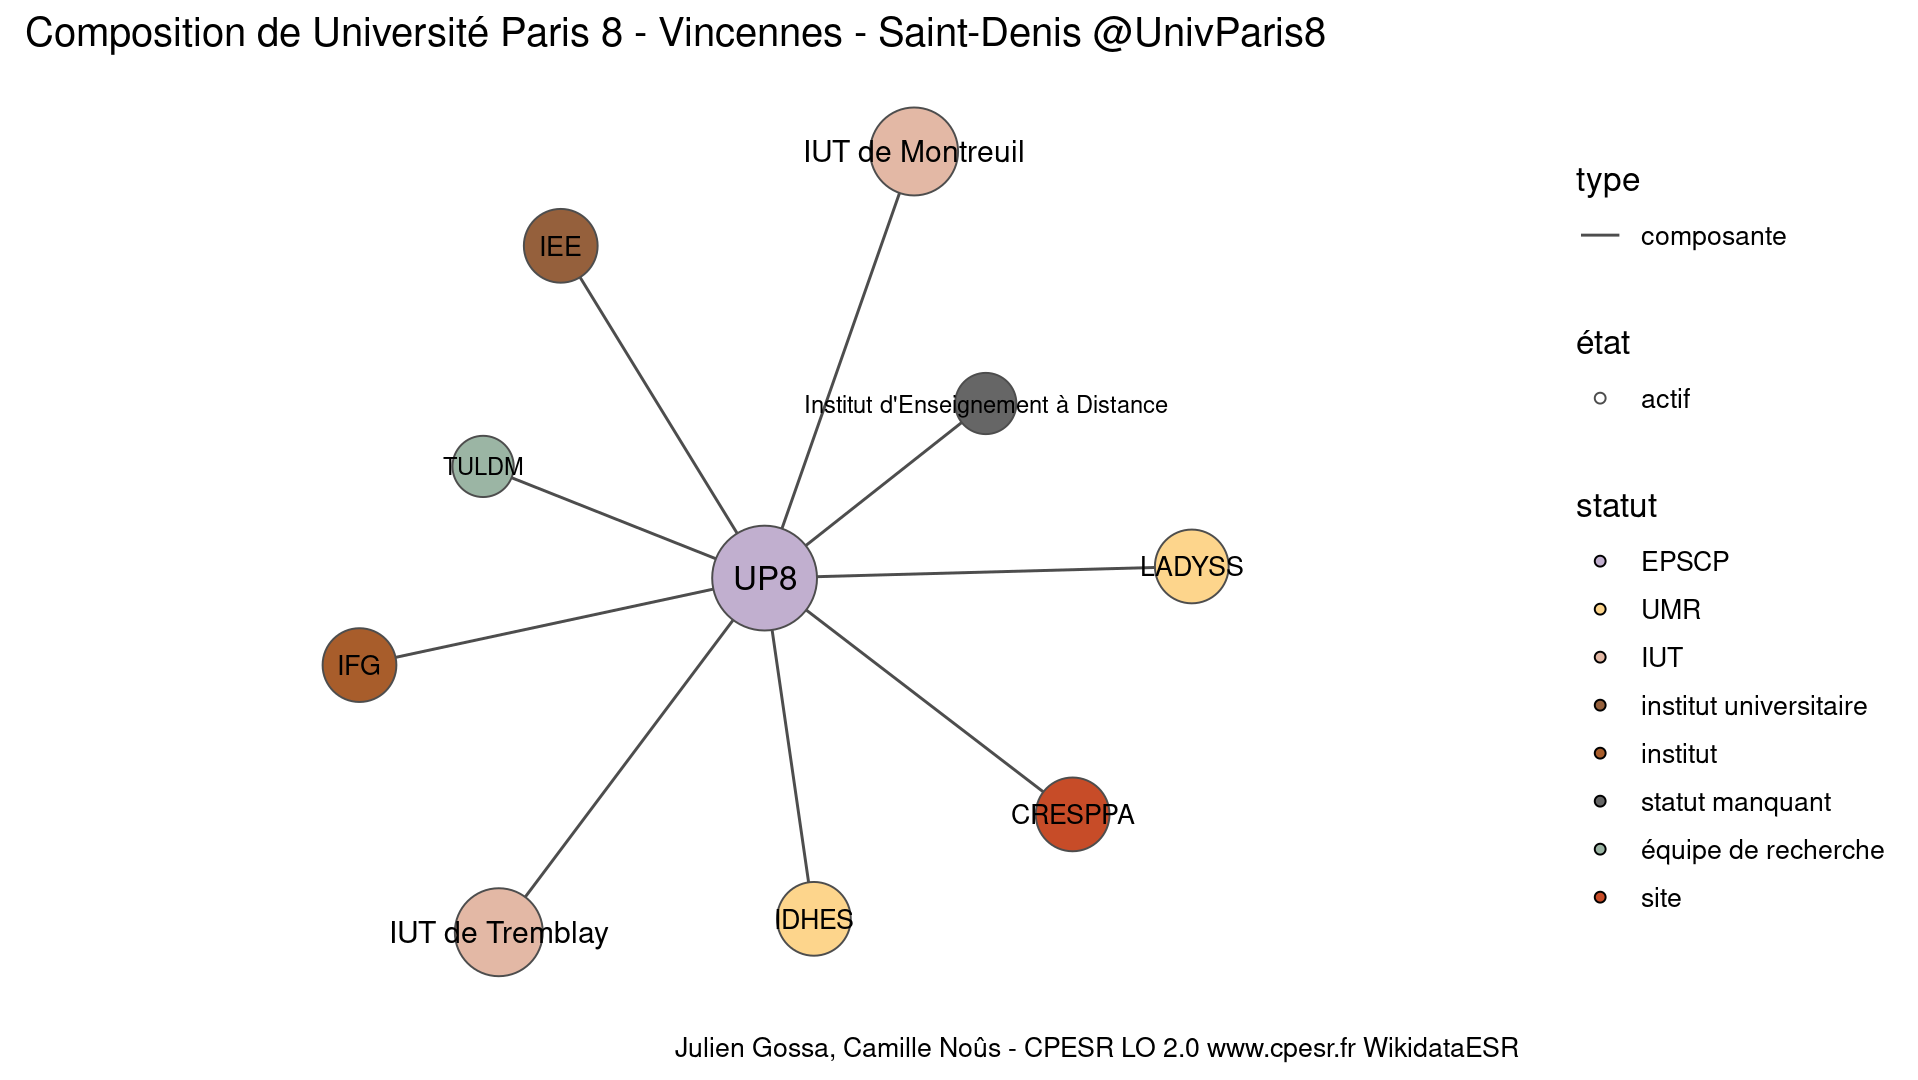 Composition de Université Paris 8 - Vincennes - Saint-Denis @UnivParis8
IUT de Montreuil
IEE
Institut d'Enseignement à Distance
TULDM
LADYSS
UP8
IFG
CRESPPA
IDHES
IUT de Tremblay
type
composante
état
actif
statut
EPSCP
UMR
IUT
institut universitaire
institut
statut manquant
équipe de recherche
site
Julien Gossa, Camille Noûs - CPESR LO 2.0 www.cpesr.fr WikidataESR